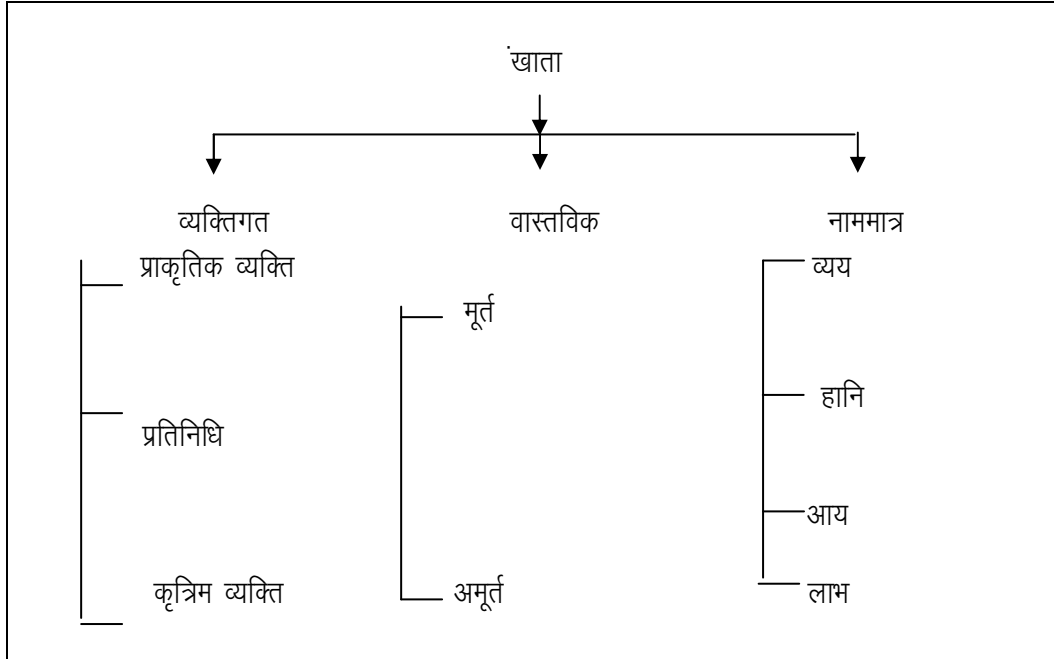 खाता
व्यक्तिगत वास्तविक नाममात्र
प्राकृतिक व्यक्ति व्यय
मूर्त
हानि
प्रतिनिधि
आय
कृत्रिम व्यक्ति अमूर्त लाभ